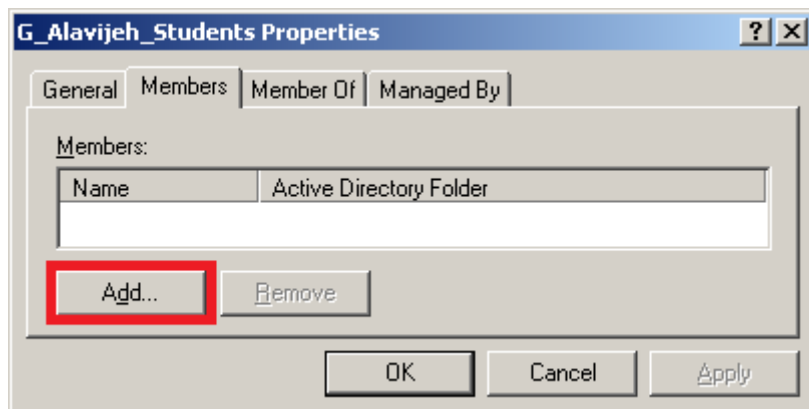 G_Alavijeh_Students Properties
General Members Member Of Managed By
Members:
Name Active Directory Folder
Add... Remove
OK Cancel Apply